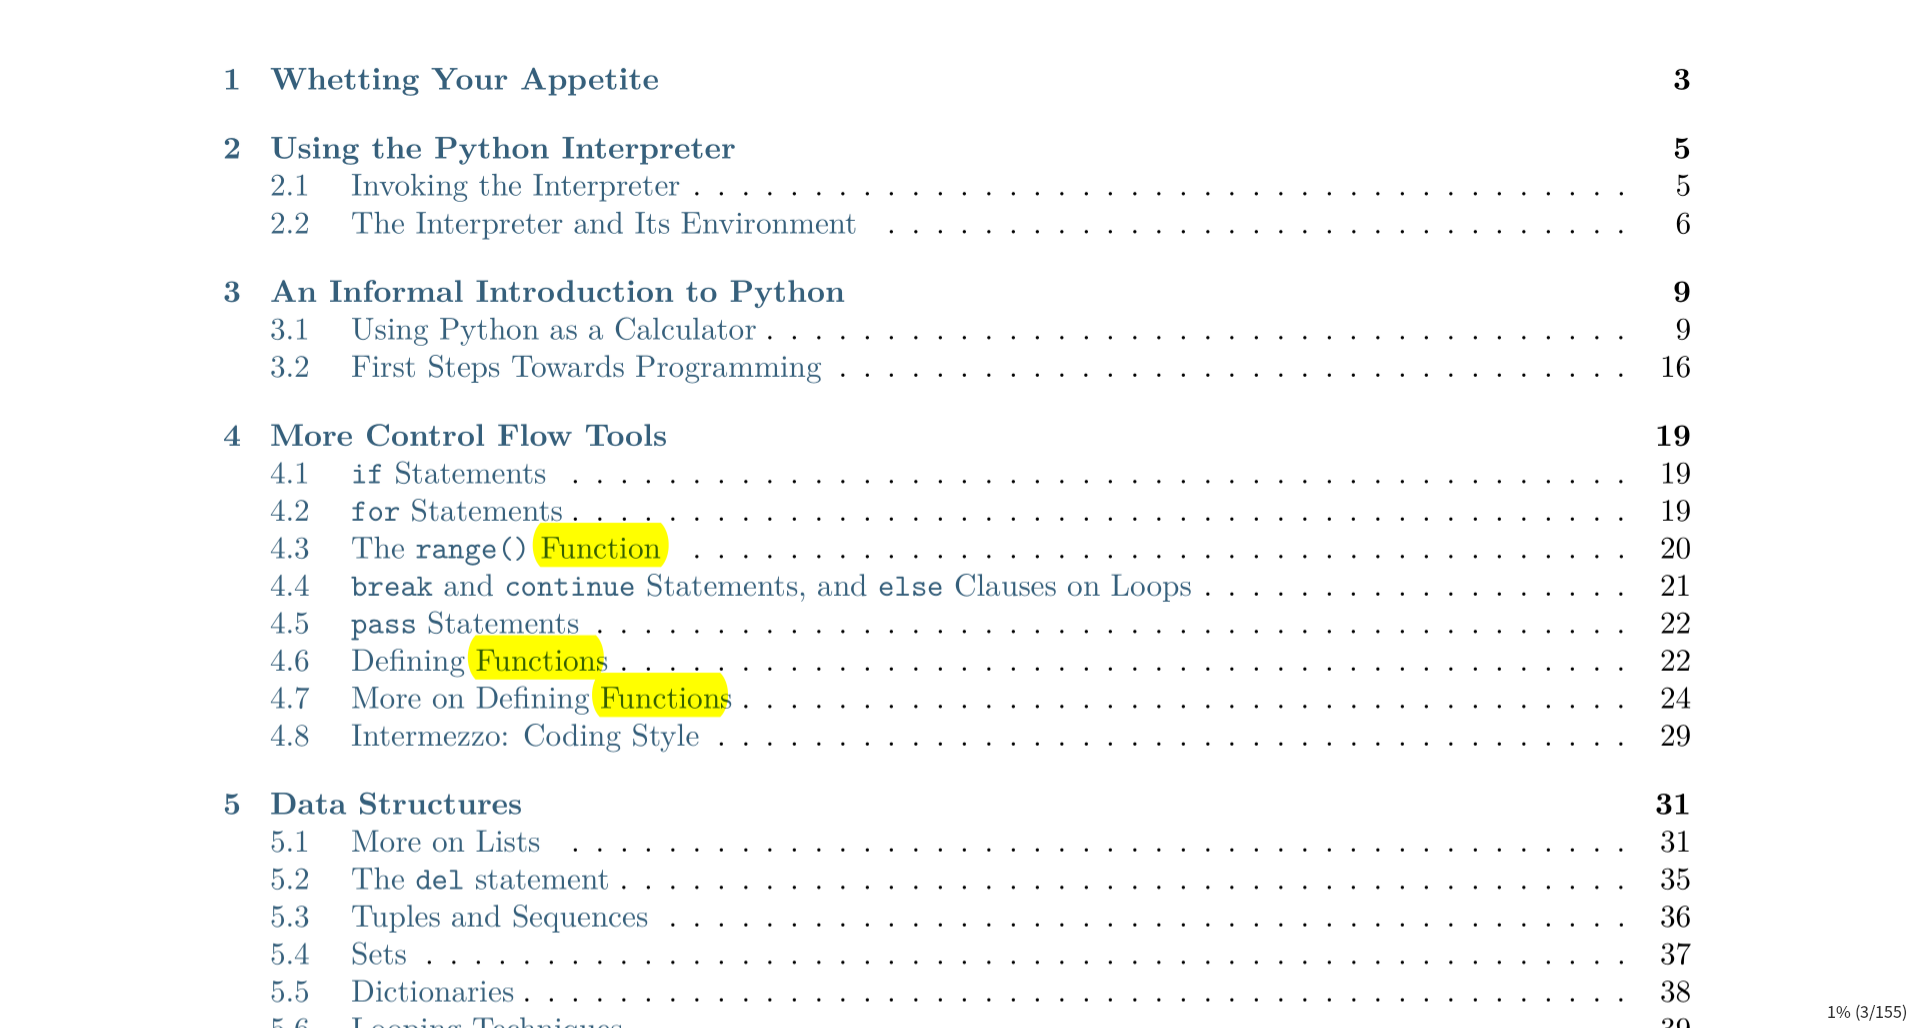 1 Whetting Your Appetite 3
2 Using the Python Interpreter 5
2.1 Invoking the Interpreter . . . . . . . . . . . . . . . . . . . . . . . . . . . . . . . . . . . . . . . 5
2.2 The Interpreter and Its Environment . . . . . . . . . . . . . . . . . . . . . . . . . . . . . . . 6
3 An Informal Introduction to Python 9
3.1 Using Python as a Calculator . . . . . . . . . . . . . . . . . . . . . . . . . . . . . . . . . . . . 9
3.2 First Steps Towards Programming . . . . . . . . . . . . . . . . . . . . . . . . . . . . . . . . . 16
4 More Control Flow Tools 19
4.1 if Statements . . . . . . . . . . . . . . . . . . . . . . . . . . . . . . . . . . . . . . . . . . . . 19
4.2 for Statements . . . . . . . . . . . . . . . . . . . . . . . . . . . . . . . . . . . . . . . . . . . . 19
4.3 The range() Function . . . . . . . . . . . . . . . . . . . . . . . . . . . . . . . . . . . . . . . 20
4.4 break and continue Statements, and else Clauses on Loops . . . . . . . . . . . . . . . . . . 21
4.5 pass Statements . . . . . . . . . . . . . . . . . . . . . . . . . . . . . . . . . . . . . . . . . . . 22
4.6 Defining Functions . . . . . . . . . . . . . . . . . . . . . . . . . . . . . . . . . . . . . . . . . . 22
4.7 More on Defining Functions . . . . . . . . . . . . . . . . . . . . . . . . . . . . . . . . . . . . . 24
4.8 Intermezzo: Coding Style . . . . . . . . . . . . . . . . . . . . . . . . . . . . . . . . . . . . . . 29
5 Data Structures 31
5.1 More on Lists . . . . . . . . . . . . . . . . . . . . . . . . . . . . . . . . . . . . . . . . . . . . 31
5.2 The del statement . . . . . . . . . . . . . . . . . . . . . . . . . . . . . . . . . . . . . . . . . . 35
5.3 Tuples and Sequences . . . . . . . . . . . . . . . . . . . . . . . . . . . . . . . . . . . . . . . . 36
5.4 Sets . . . . . . . . . . . . . . . . . . . . . . . . . . . . . . . . . . . . . . . . . . . . . . . . . . 37
5.5 Dictionaries . . . . . . . . . . . . . . . . . . . . . . . . . . . . . . . . . . . . . . . . . . . . . . 38
5.6 Looping Techniques 39
1% (3/155)